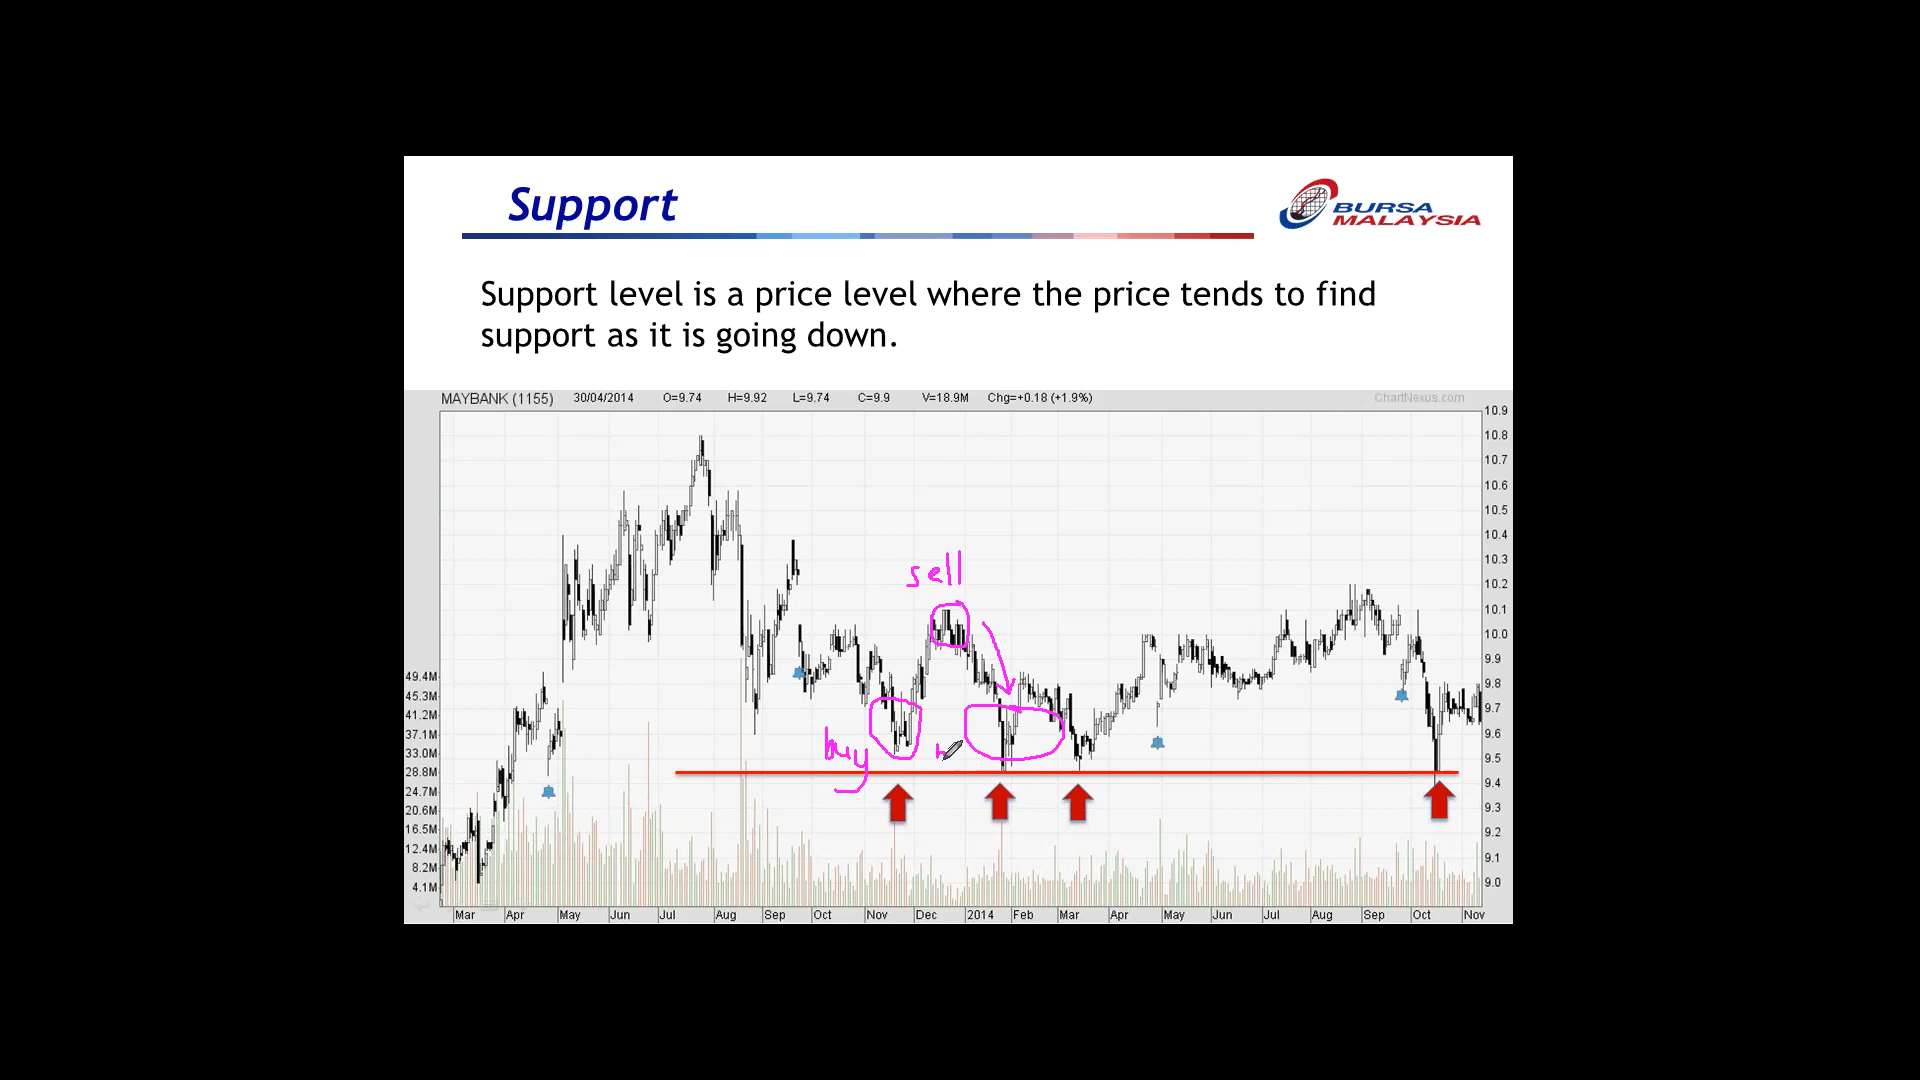 Support
BURSA
MALAYSIA
Support level is a price level where the price tends to find
support as it is going down.
MAYBANK (1155) 30/04/2014 O=9.74 H=9.92 L=9.74 C=9.9 V=18.9M Chg=+0.18 (+1.9%) ChartNexus.com
10.9
10.8
10.7
10.6
10.5
10.4
10.3
10.2
10.1
10.0
9.9
9.8
9.7
9.6
9.5
9.4
9.3
9.2
9.1
9.0
sell
buy
49.4M
45.3M
41.2M
37.1M
33.0M
28.8M
24.7M
20.6M
16.5M
12.4M
8.2M
4.1M
Mar Apr May Jun Jul Aug Sep Oct Nov Dec 2014 Feb Mar Apr May Jun Jul Aug Sep Oct Nov